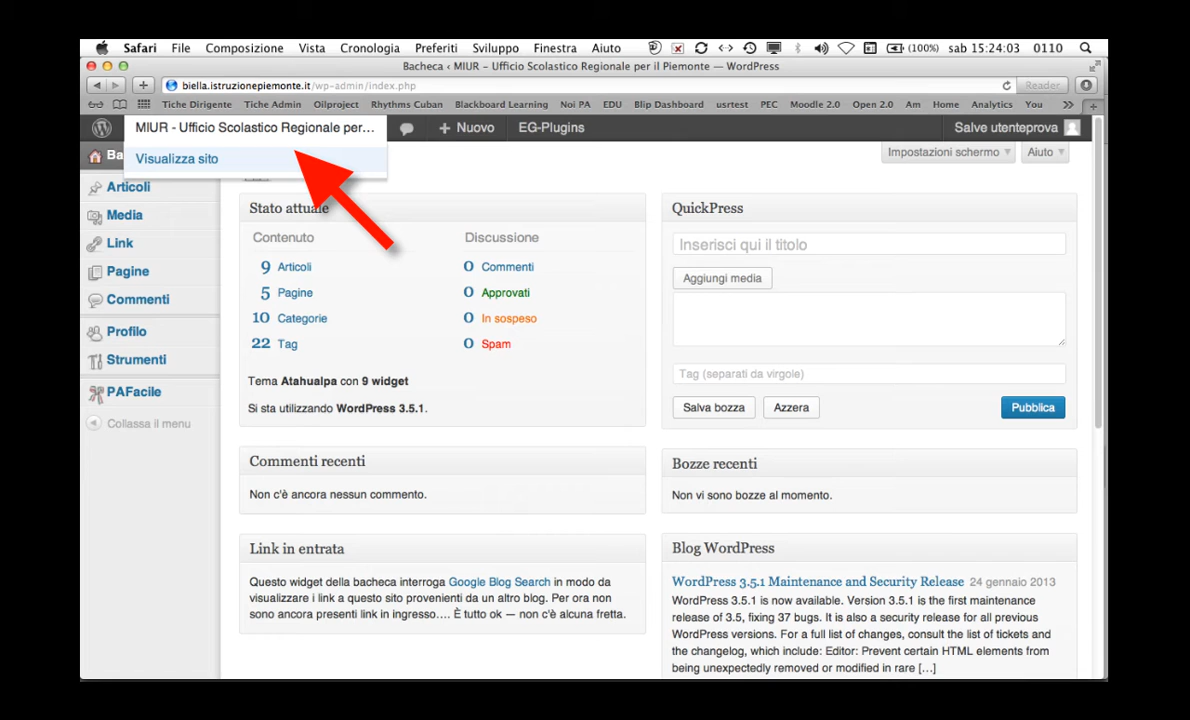 Safari File Composizione Vista Cronologia Preferiti Sviluppo Finestra Aiuto (100%) sab 15:24:03 0110
Bacheca ‹ MIUR – Ufficio Scolastico Regionale per il Piemonte — WordPress
biella.istruzionepiemonte.it/wp-admin/index.php Reader
Tiche Dirigente Tiche Admin Oilproject Rhythms Cuban Blackboard Learning Noi PA EDU Blip Dashboard usrtest PEC Moodle 2.0 Open 2.0 Am Home Analytics You
MIUR - Ufficio Scolastico Regionale per... + Nuovo EG-Plugins Salve utenteprova
Visualizza sito
Ba
Impostazioni schermo Aiuto
Articoli
Media
Link
Pagine
Commenti
Profilo
Strumenti
PAFacile
Collassa il menu
Stato attuale
Contenuto Discussione
9 Articoli 0 Commenti
5 Pagine 0 Approvati
10 Categorie 0 In sospeso
22 Tag 0 Spam
Tema Atahualpa con 9 widget
Si sta utilizzando WordPress 3.5.1.
Commenti recenti
Non c'è ancora nessun commento.
Link in entrata
Questo widget della bacheca interroga Google Blog Search in modo da
visualizzare i link a questo sito provenienti da un altro blog. Per ora non
sono ancora presenti link in ingresso.... È tutto ok — non c'è alcuna fretta.
QuickPress
Inserisci qui il titolo
Aggiungi media
Tag (separati da virgole)
Salva bozza Azzera Pubblica
Bozze recenti
Non vi sono bozze al momento.
Blog WordPress
WordPress 3.5.1 Maintenance and Security Release 24 gennaio 2013
WordPress 3.5.1 is now available. Version 3.5.1 is the first maintenance
release of 3.5, fixing 37 bugs. It is also a security release for all previous
WordPress versions. For a full list of changes, consult the list of tickets and
the changelog, which include: Editor: Prevent certain HTML elements from
being unexpectedly removed or modified in rare [...]